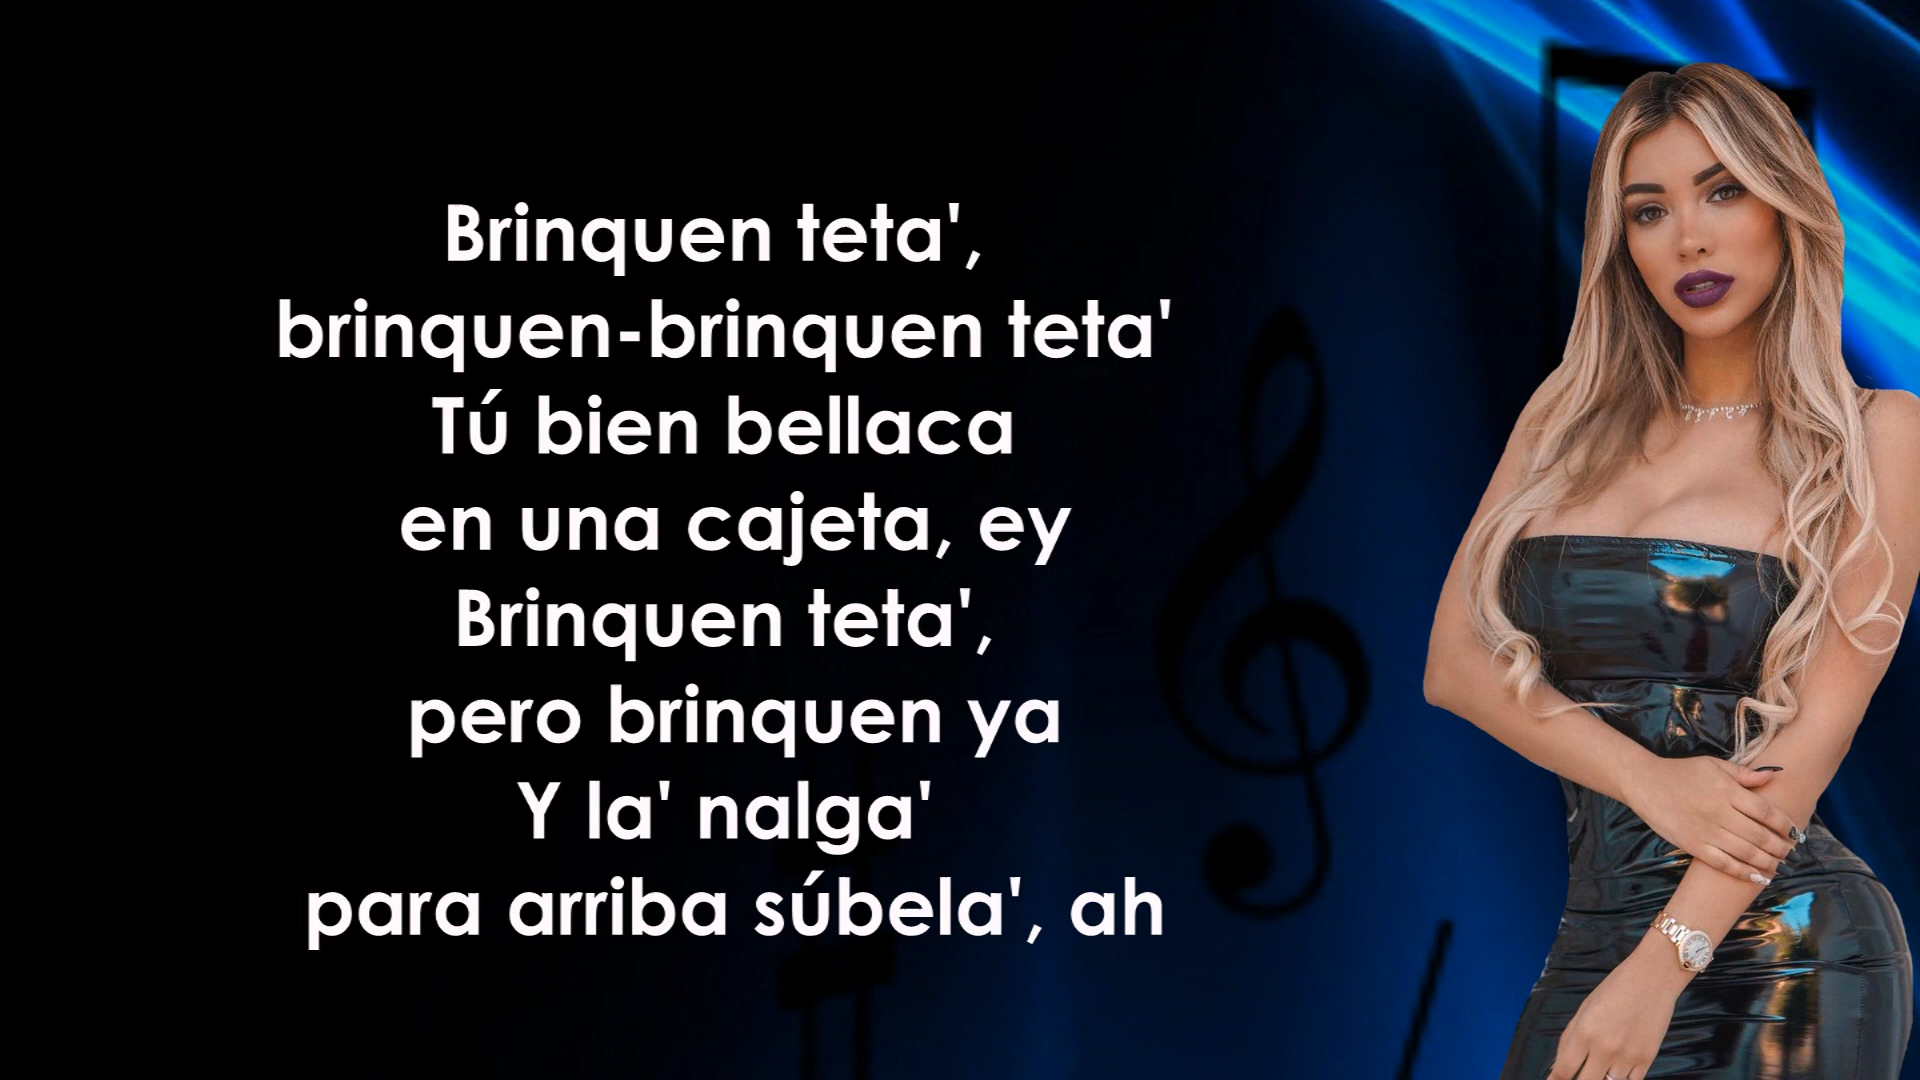 Brinquen teta',
brinquen-brinquen teta'
Tú bien bellaca
en una cajeta, ey
Brinquen teta',
pero brinquen ya
Y la' nalga'
para arriba súbela', ah